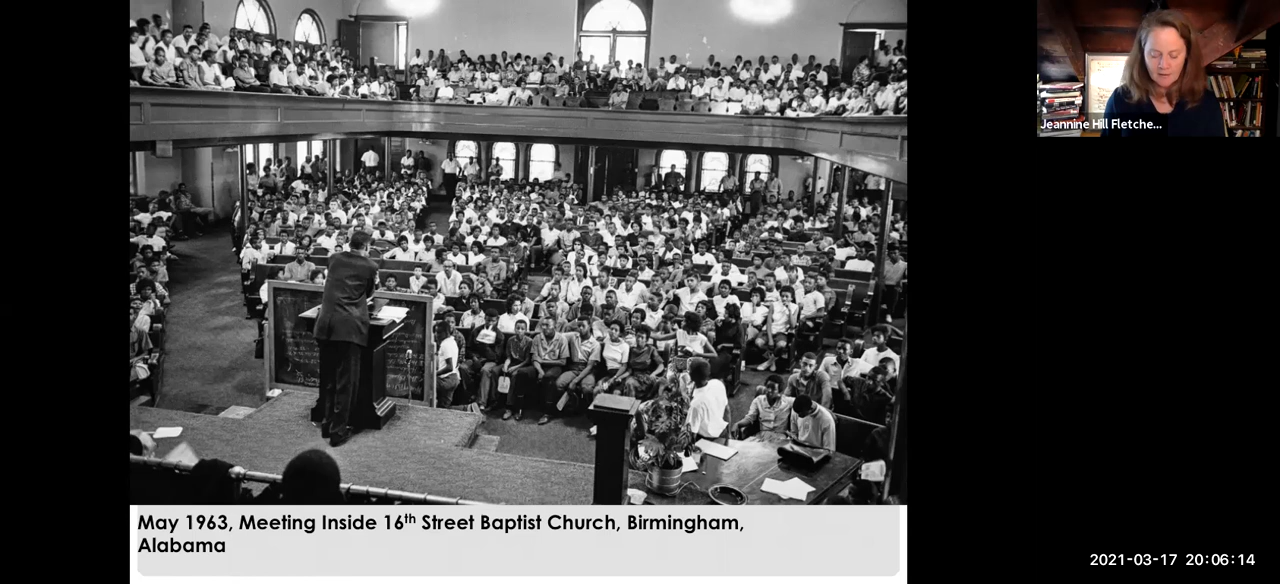 Jeannine Hill Fletche...
May 1963, Meeting Inside 16th Street Baptist Church, Birmingham,
Alabama
2021-03-17 20:06:14